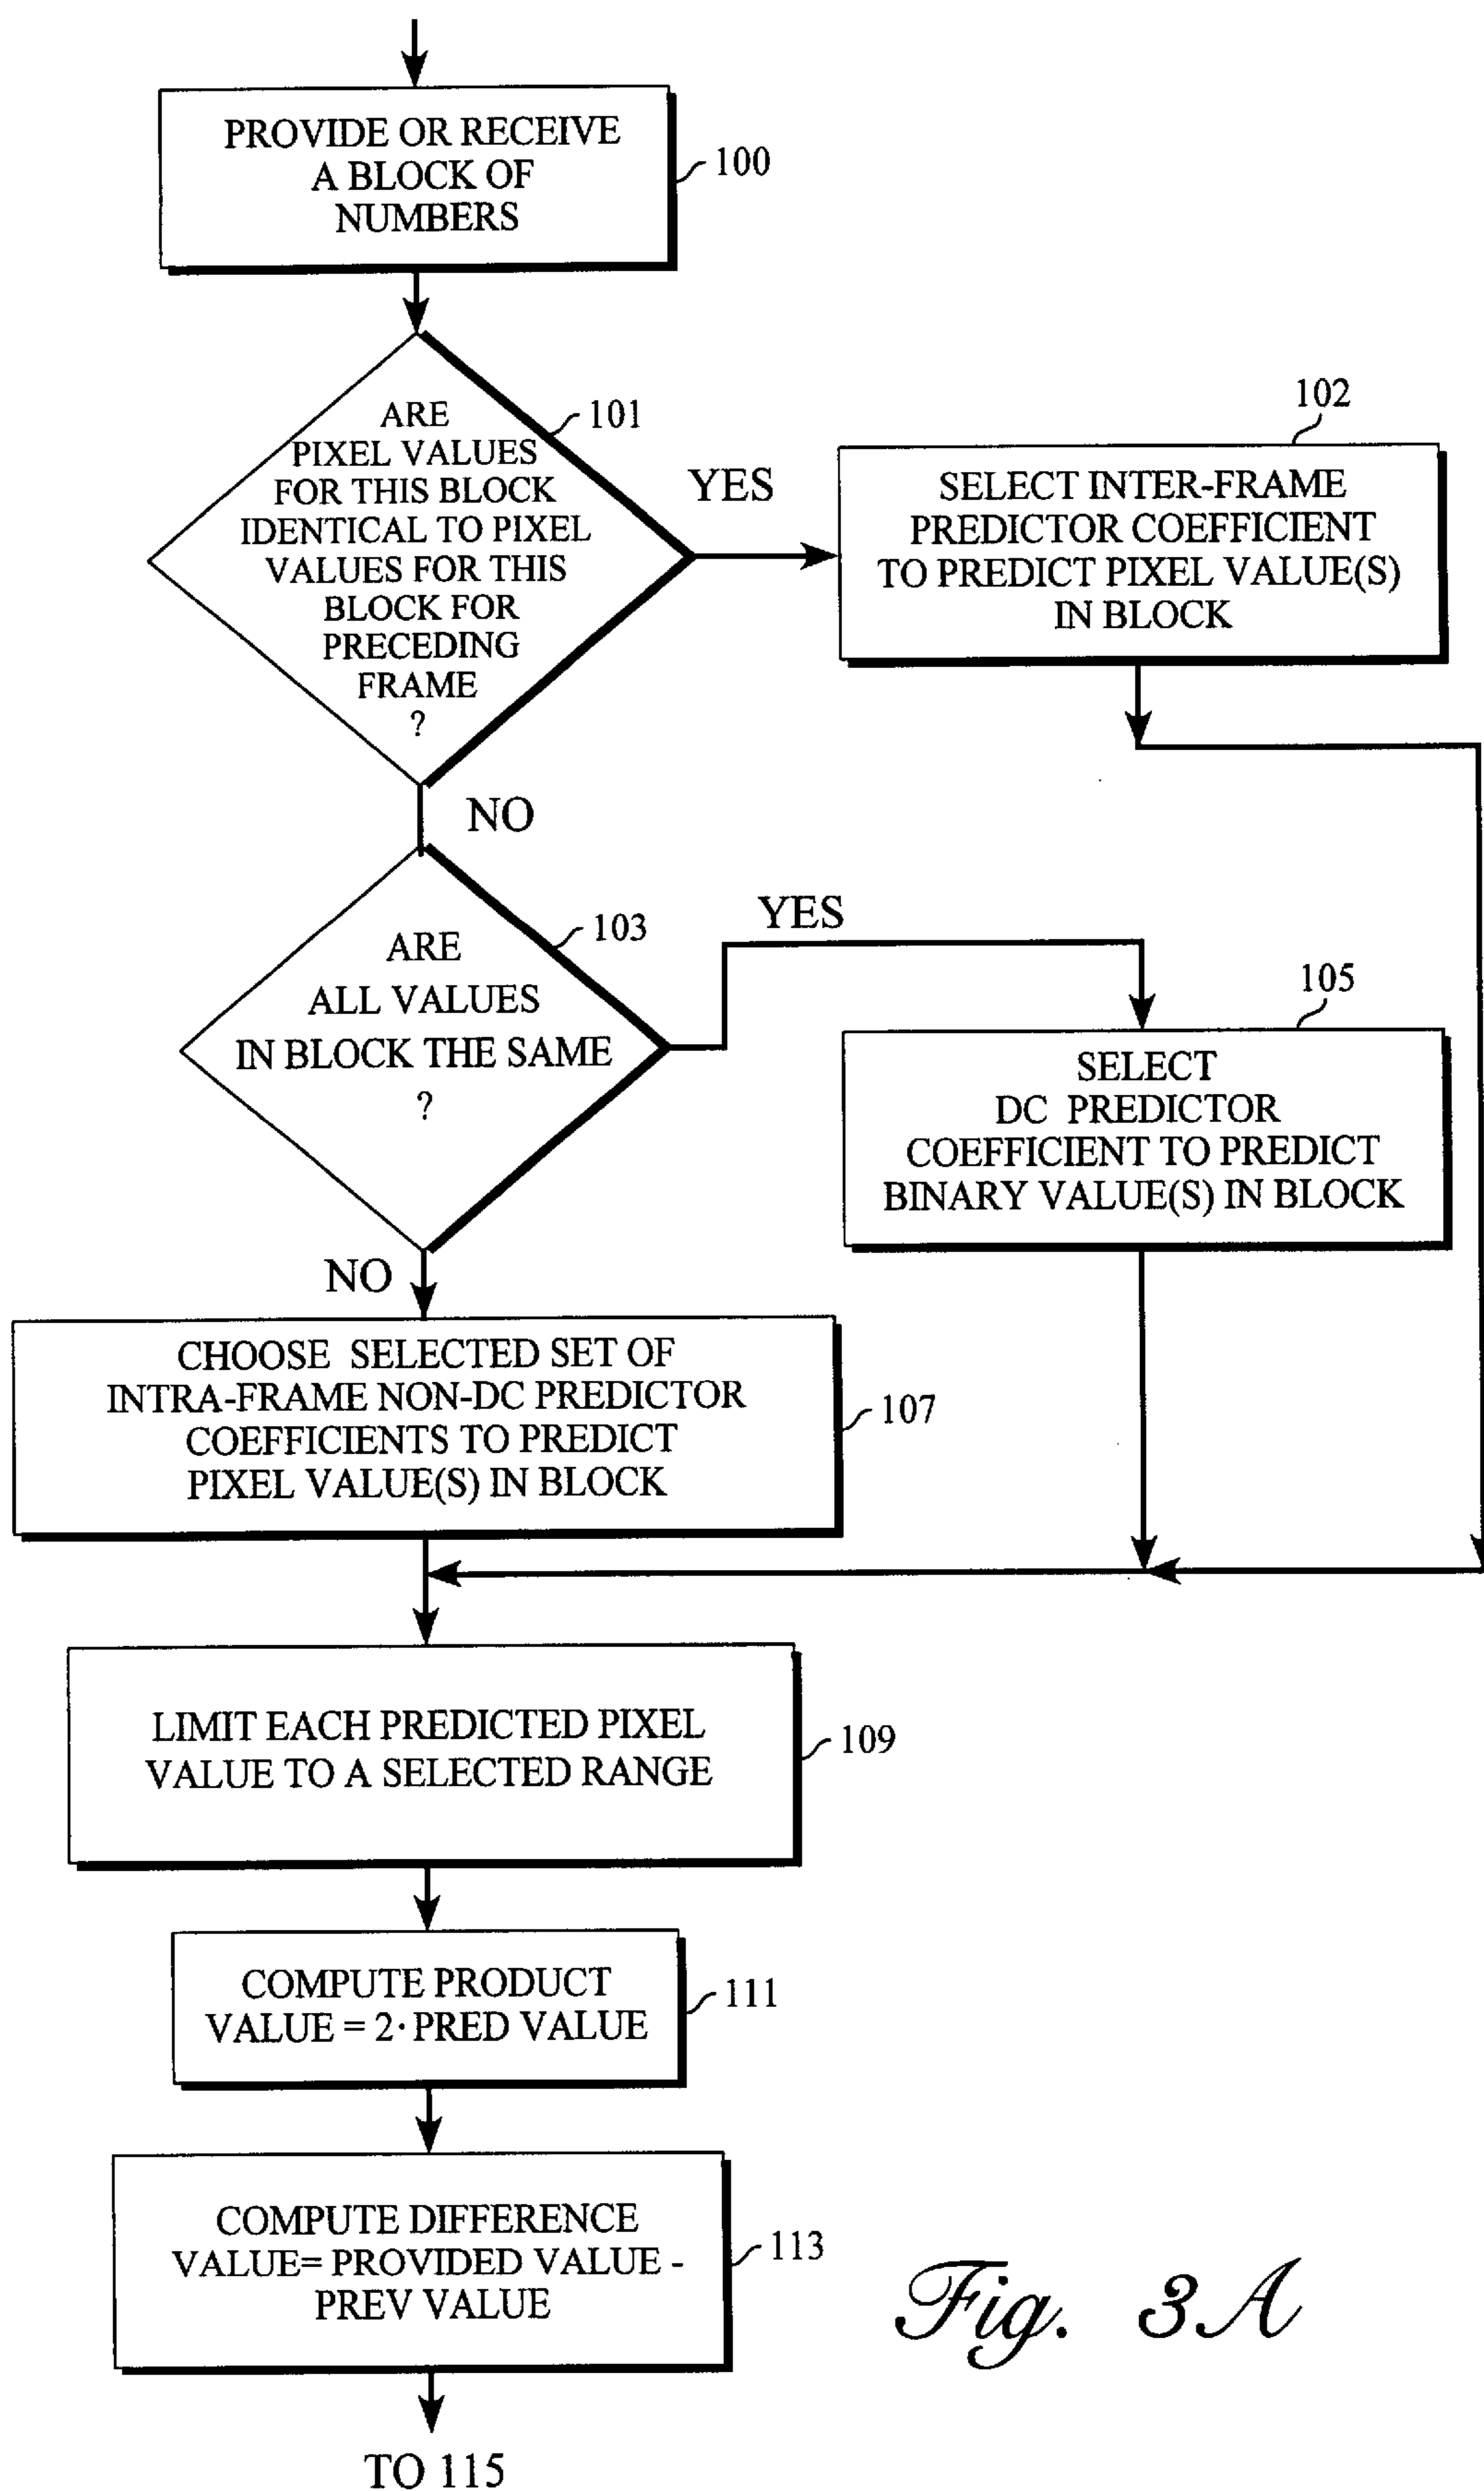 PROVIDE OR RECEIVE
A BLOCK OF
NUMBERS
100
ARE
PIXEL VALUES
FOR THIS BLOCK
IDENTICAL TO PIXEL
VALUES FOR THIS
BLOCK FOR
PRECEDING
FRAME
?
101
YES
102
SELECT INTER-FRAME
PREDICTOR COEFFICIENT
TO PREDICT PIXEL VALUE(S)
IN BLOCK
NO
ARE
ALL VALUES
IN BLOCK THE SAME
?
103
YES
105
SELECT
DC PREDICTOR
COEFFICIENT TO PREDICT
BINARY VALUE(S) IN BLOCK
NO
CHOOSE SELECTED SET OF
INTRA-FRAME NON-DC PREDICTOR
COEFFICIENTS TO PREDICT
PIXEL VALUE(S) IN BLOCK
107
LIMIT EACH PREDICTED PIXEL
VALUE TO A SELECTED RANGE
109
COMPUTE PRODUCT
VALUE = 2· PRED VALUE
111
COMPUTE DIFFERENCE
VALUE= PROVIDED VALUE -
PREV VALUE
113
TO 115
Fig. 3A